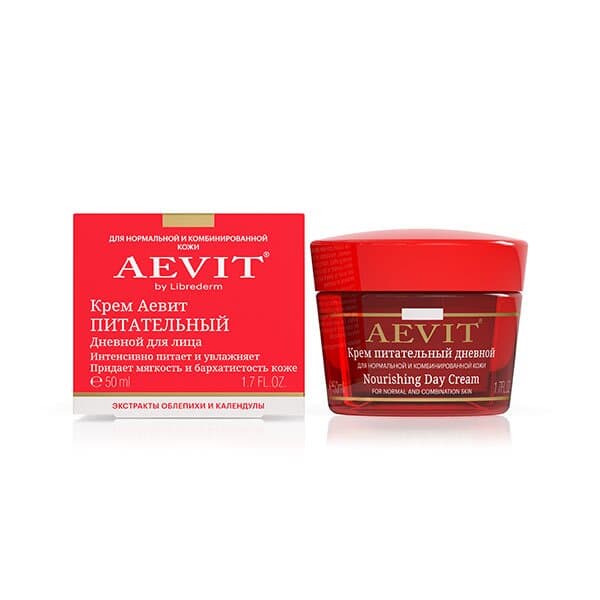 ДЛЯ НОРМАЛЬНОЙ И КОМБИНИРОВАННОЙ
КОЖИ
AEVIT®
by Librederm
Крем Аевит
ПИТАТЕЛЬНЫЙ
Дневной для лица
Интенсивно питает и увлажняет
Придает мягкость и бархатистость коже
℮ 50 ml 1.7 FL.OZ.
ЭКСТРАКТЫ ОБЛЕПИХИ И КАЛЕНДУЛЫ
AEVIT®
Крем питательный дневной
ДЛЯ НОРМАЛЬНОЙ И КОМБИНИРОВАННОЙ КОЖИ
Nourishing Day Cream
FOR NORMAL AND COMBINATION SKIN